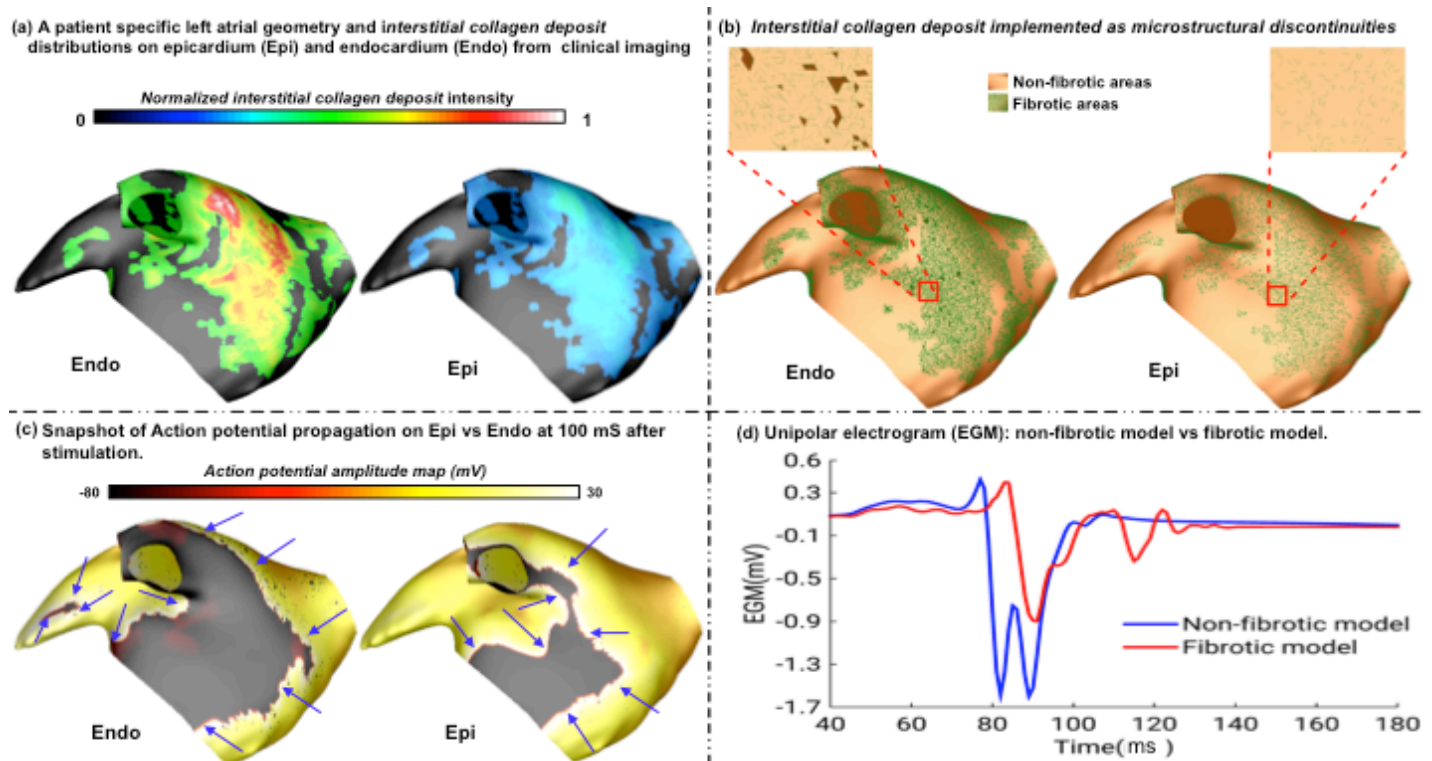 (a) A patient specific left atrial geometry and interstitial collagen deposit
distributions on epicardium (Epi) and endocardium (Endo) from clinical imaging
Normalized interstitial collagen deposit intensity
0
1
Endo
Epi
(b) Interstitial collagen deposit implemented as microstructural discontinuities
Non-fibrotic areas
Fibrotic areas
Endo
Epi
(c) Snapshot of Action potential propagation on Epi vs Endo at 100 mS after
stimulation.
Action potential amplitude map (mV)
-80
30
Endo
Epi
(d) Unipolar electrogram (EGM): non-fibrotic model vs fibrotic model.
0.6
0.3
-0.1
-0.5
-0.9
-1.3
-1.7
EGM(mV)
Non-fibrotic model
Fibrotic model
40
60
80
100
120
140
160
180
Time(ms)